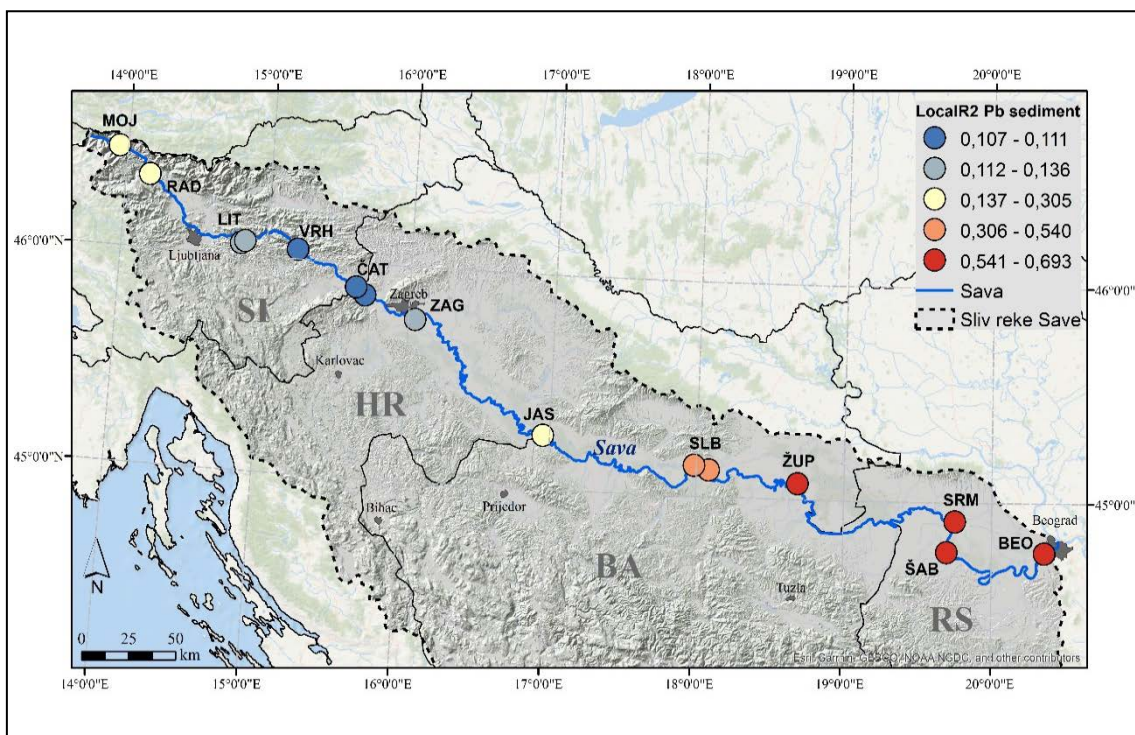 14°0'0"E 15°0'0"E 16°0'0"E 17°0'0"E 18°0'0"E 19°0'0"E 20°0'0"E
LocalR2 Pb sediment
0,107 - 0,111
0,112 - 0,136
0,137 - 0,305
0,306 - 0,540
0,541 - 0,693
Sava
Sliv reke Save
MOJ
RAD
LIT
VRH
46°0'0"N
Ljubljana
ČAT
46°0'0"N
Zagreb
ZAG
SI
Karlovac
HR
JAS
Sava
SLB
ŽUP
45°0'0"N
SRM
45°0'0"N
Bihac
Prijedor
Beograd
BEO
ŠAB
BA
Tuzla
RS
N
0 25 50
km
Esri, Garmin, GEBCO, NOAA NGDC, and other contributors
14°0'0"E 15°0'0"E 16°0'0"E 17°0'0"E 18°0'0"E 19°0'0"E 20°0'0"E